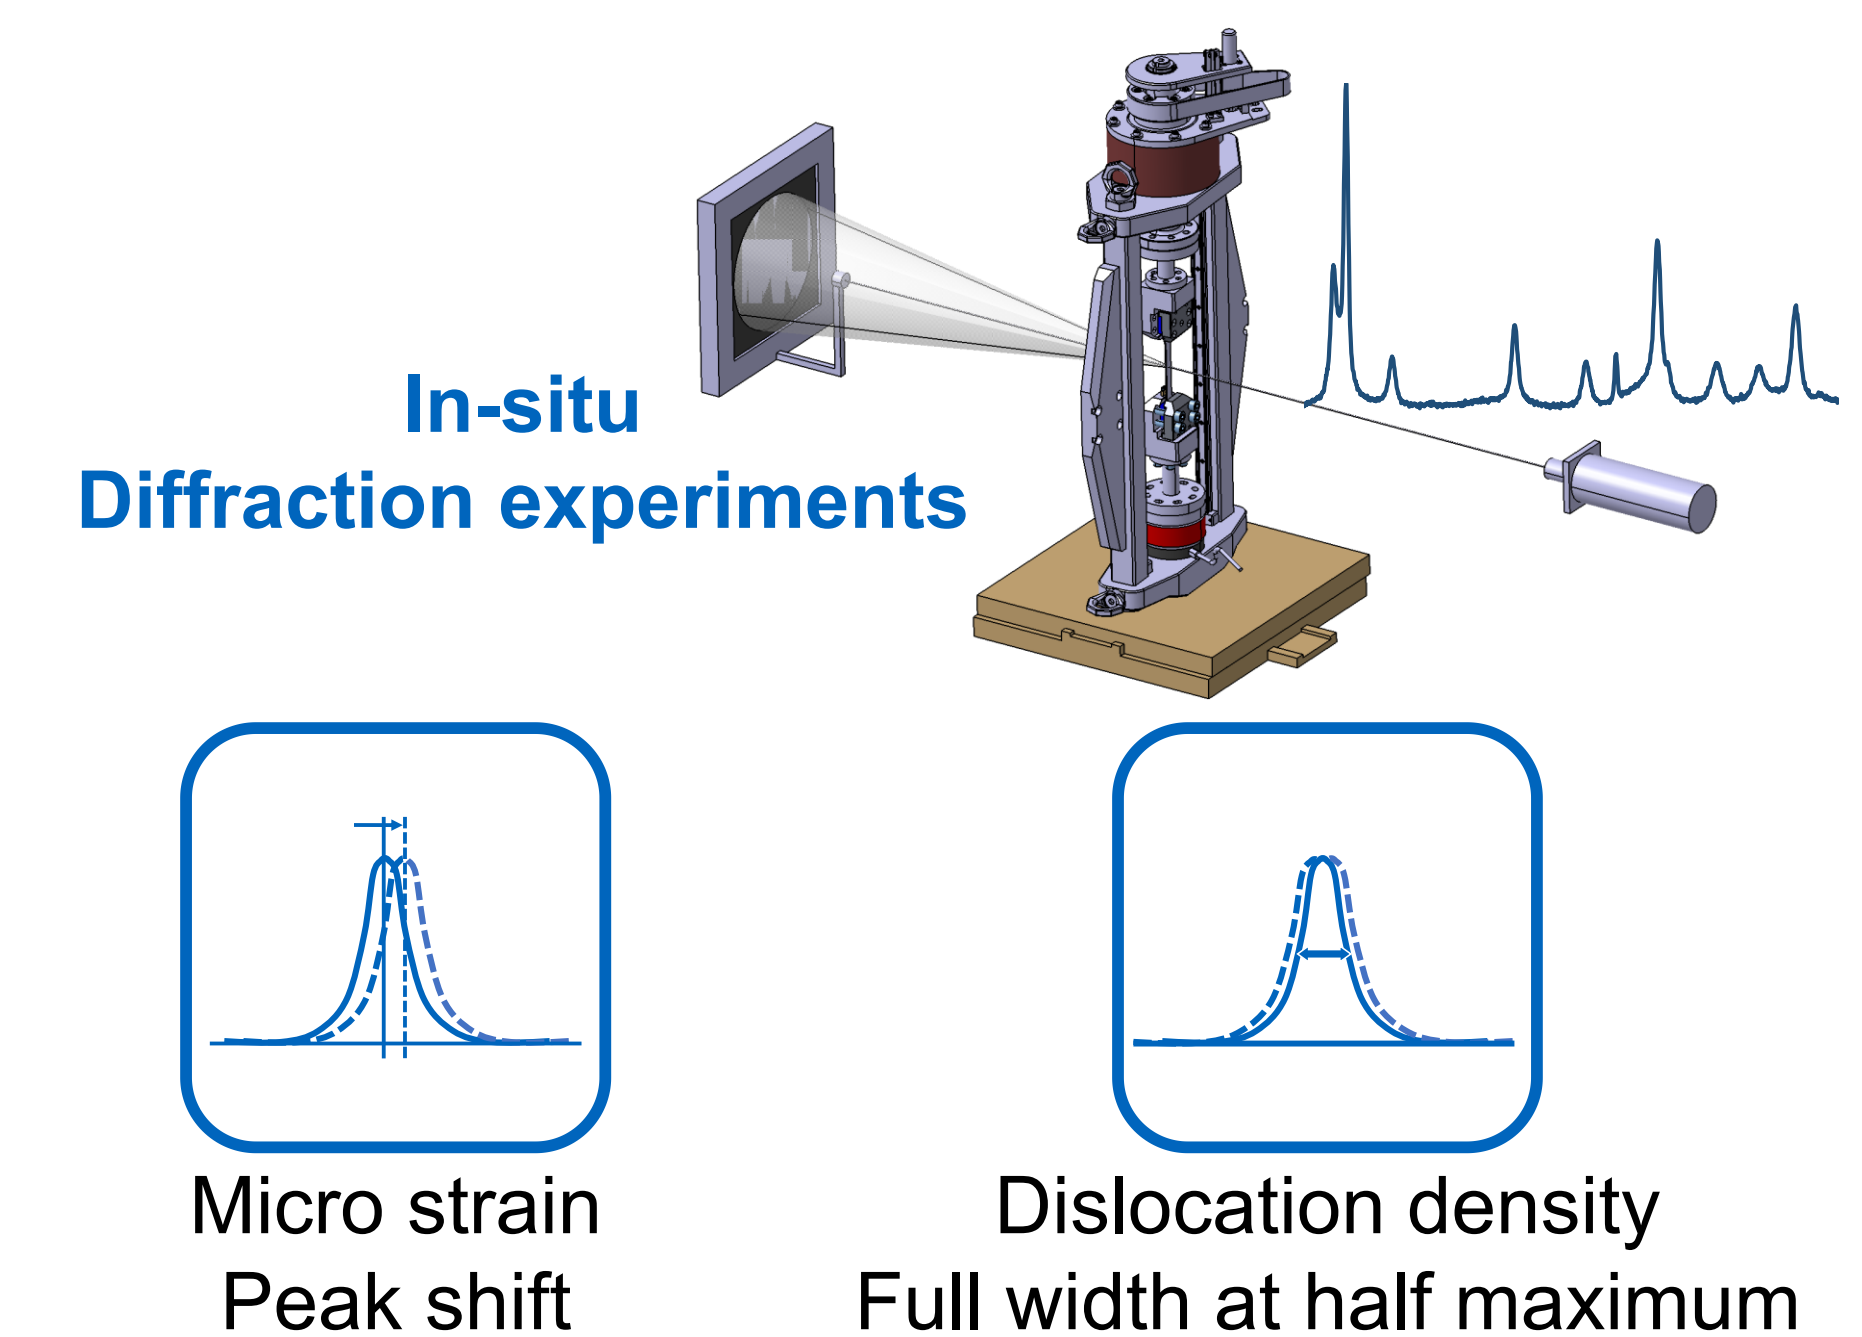 In-situ
Diffraction experiments
Micro strain
Peak shift
Dislocation density
Full width at half maximum